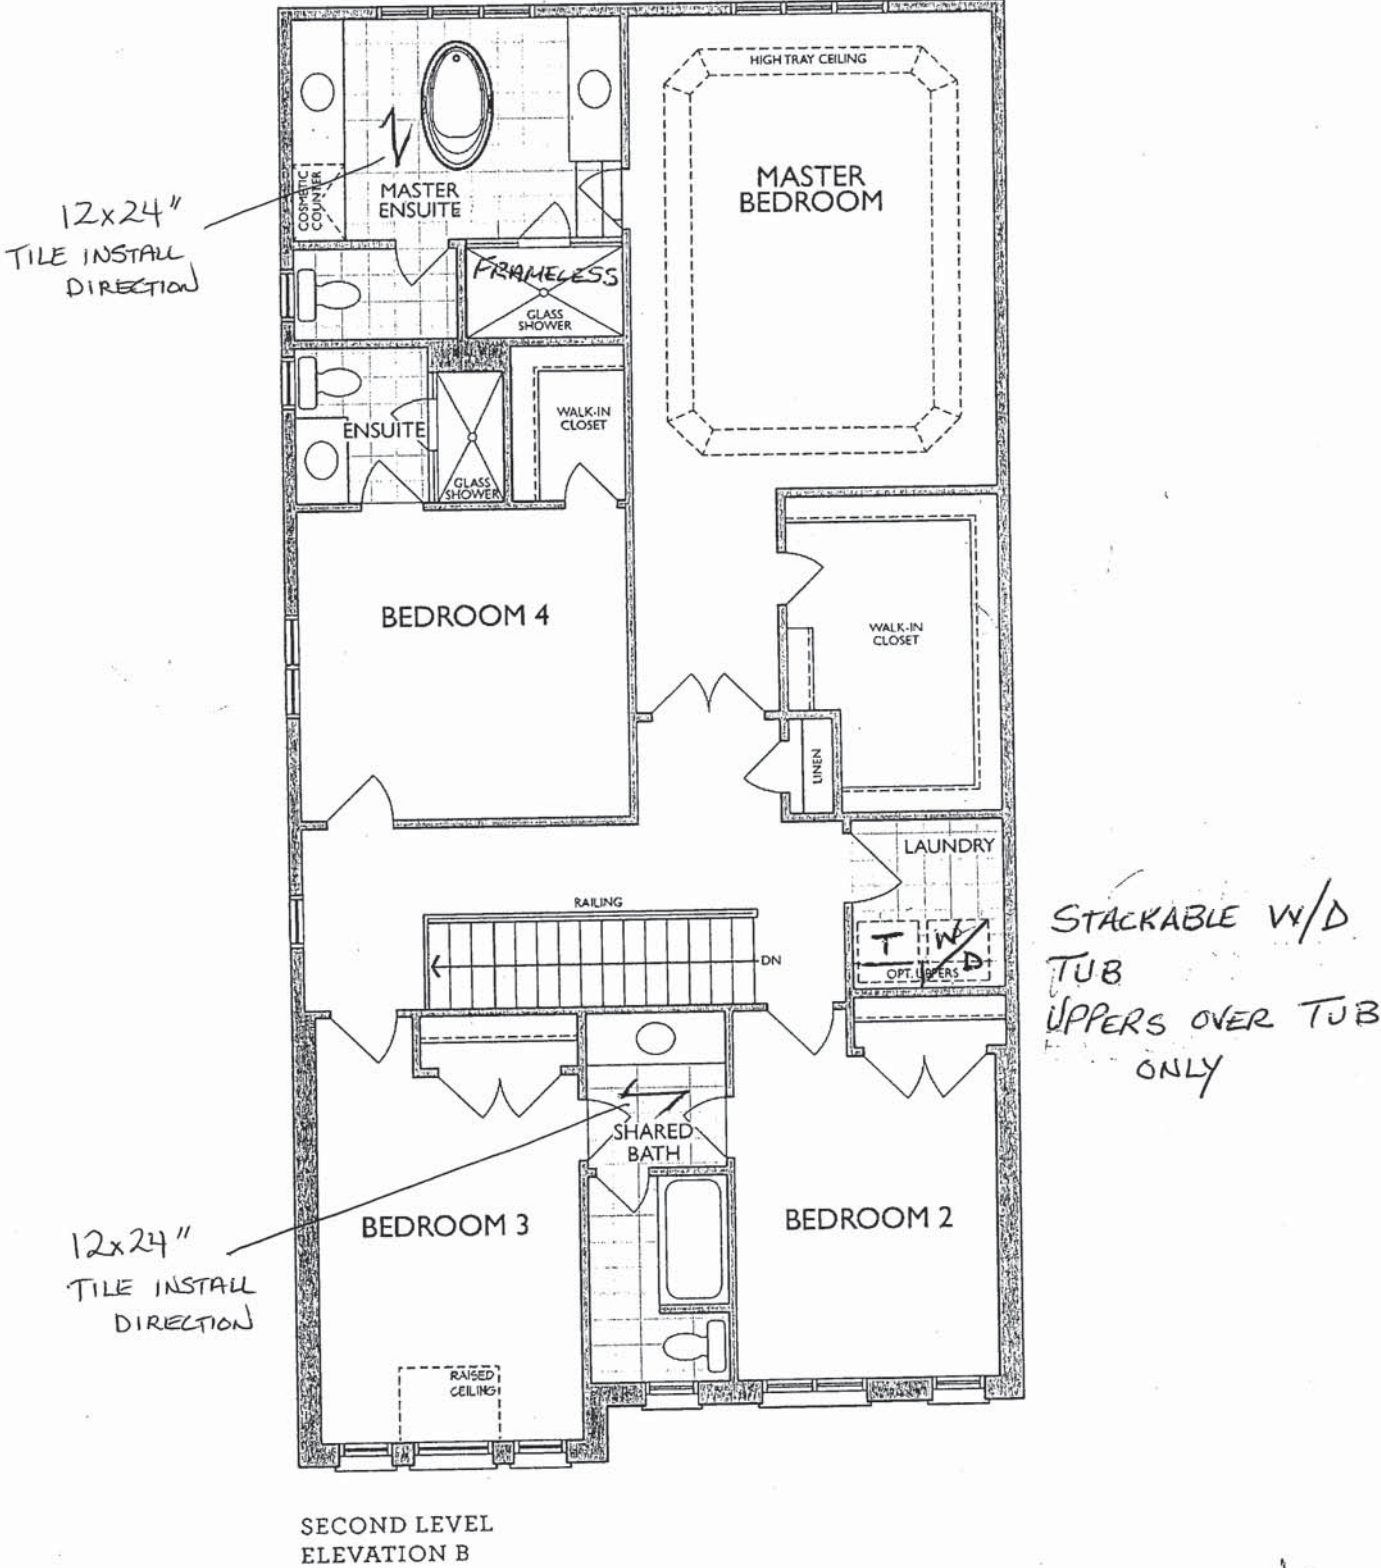 HIGH TRAY CEILING
MASTER
BEDROOM
COSMETIC
COUNTER
MASTER
ENSUITE
12x24"
TILE INSTALL
DIRECTION
FRAMELESS
GLASS
SHOWER
ENSUITE
GLASS
SHOWER
WALK-IN
CLOSET
BEDROOM 4
WALK-IN
CLOSET
LINEN
LAUNDRY
T
W
D
OPT. UPPERS
STACKABLE W/D
TUB
UPPERS OVER TUB
ONLY
RAILING
DN
SHARED
BATH
BEDROOM 3
BEDROOM 2
12x24"
TILE INSTALL
DIRECTION
RAISED
CEILING
SECOND LEVEL
ELEVATION B